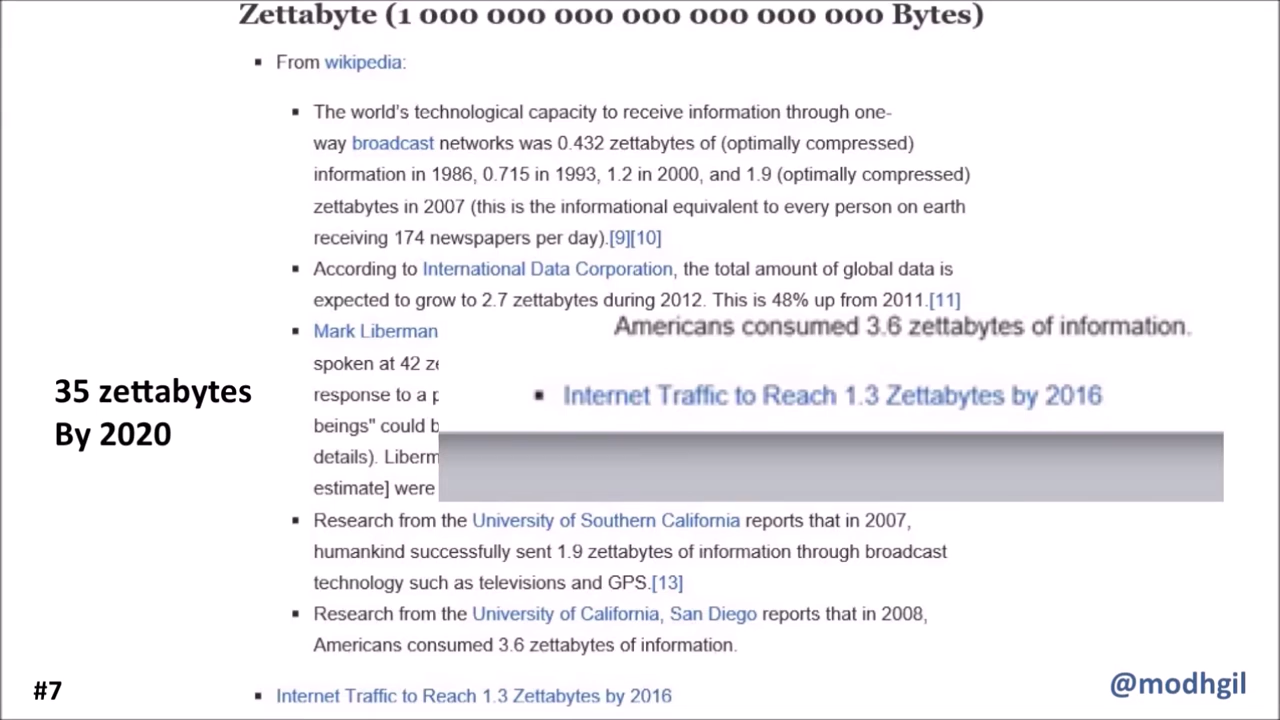 Zettabyte (1 000 000 000 000 000 000 000 Bytes)
▪ From wikipedia:
▪ The world's technological capacity to receive information through one-
way broadcast networks was 0.432 zettabytes of (optimally compressed)
information in 1986, 0.715 in 1993, 1.2 in 2000, and 1.9 (optimally compressed)
zettabytes in 2007 (this is the informational equivalent to every person on earth
receiving 174 newspapers per day).[9][10]
▪ According to International Data Corporation, the total amount of global data is
expected to grow to 2.7 zettabytes during 2012. This is 48% up from 2011.[11]
▪ Mark Liberman
spoken at 42 ze
response to a p
beings" could b
details). Liberm
estimate] were
Americans consumed 3.6 zettabytes of information.
▪ Internet Traffic to Reach 1.3 Zettabytes by 2016
35 zettabytes
By 2020
▪ Research from the University of Southern California reports that in 2007,
humankind successfully sent 1.9 zettabytes of information through broadcast
technology such as televisions and GPS.[13]
▪ Research from the University of California, San Diego reports that in 2008,
Americans consumed 3.6 zettabytes of information.
▪ Internet Traffic to Reach 1.3 Zettabytes by 2016
#7
@modhgil